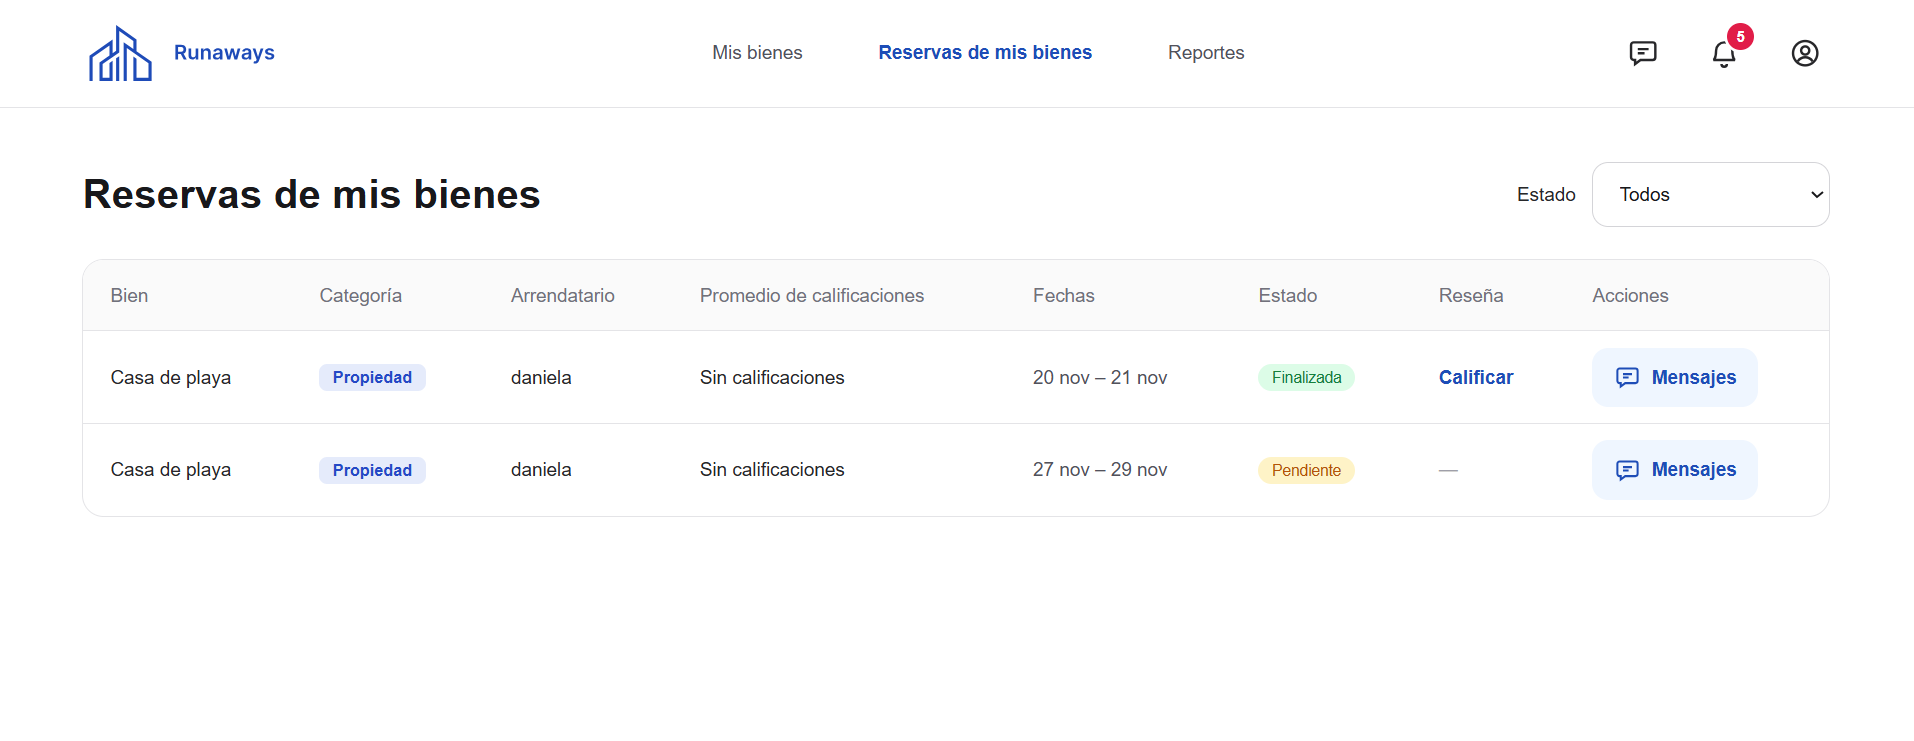 Runaways
Mis bienes
Reservas de mis bienes
Reportes
5
Reservas de mis bienes
Estado
Todos
Bien Categoría Arrendatario Promedio de calificaciones Fechas Estado Reseña Acciones
Casa de playa Propiedad daniela Sin calificaciones 20 nov – 21 nov Finalizada Calificar Mensajes
Casa de playa Propiedad daniela Sin calificaciones 27 nov – 29 nov Pendiente — Mensajes